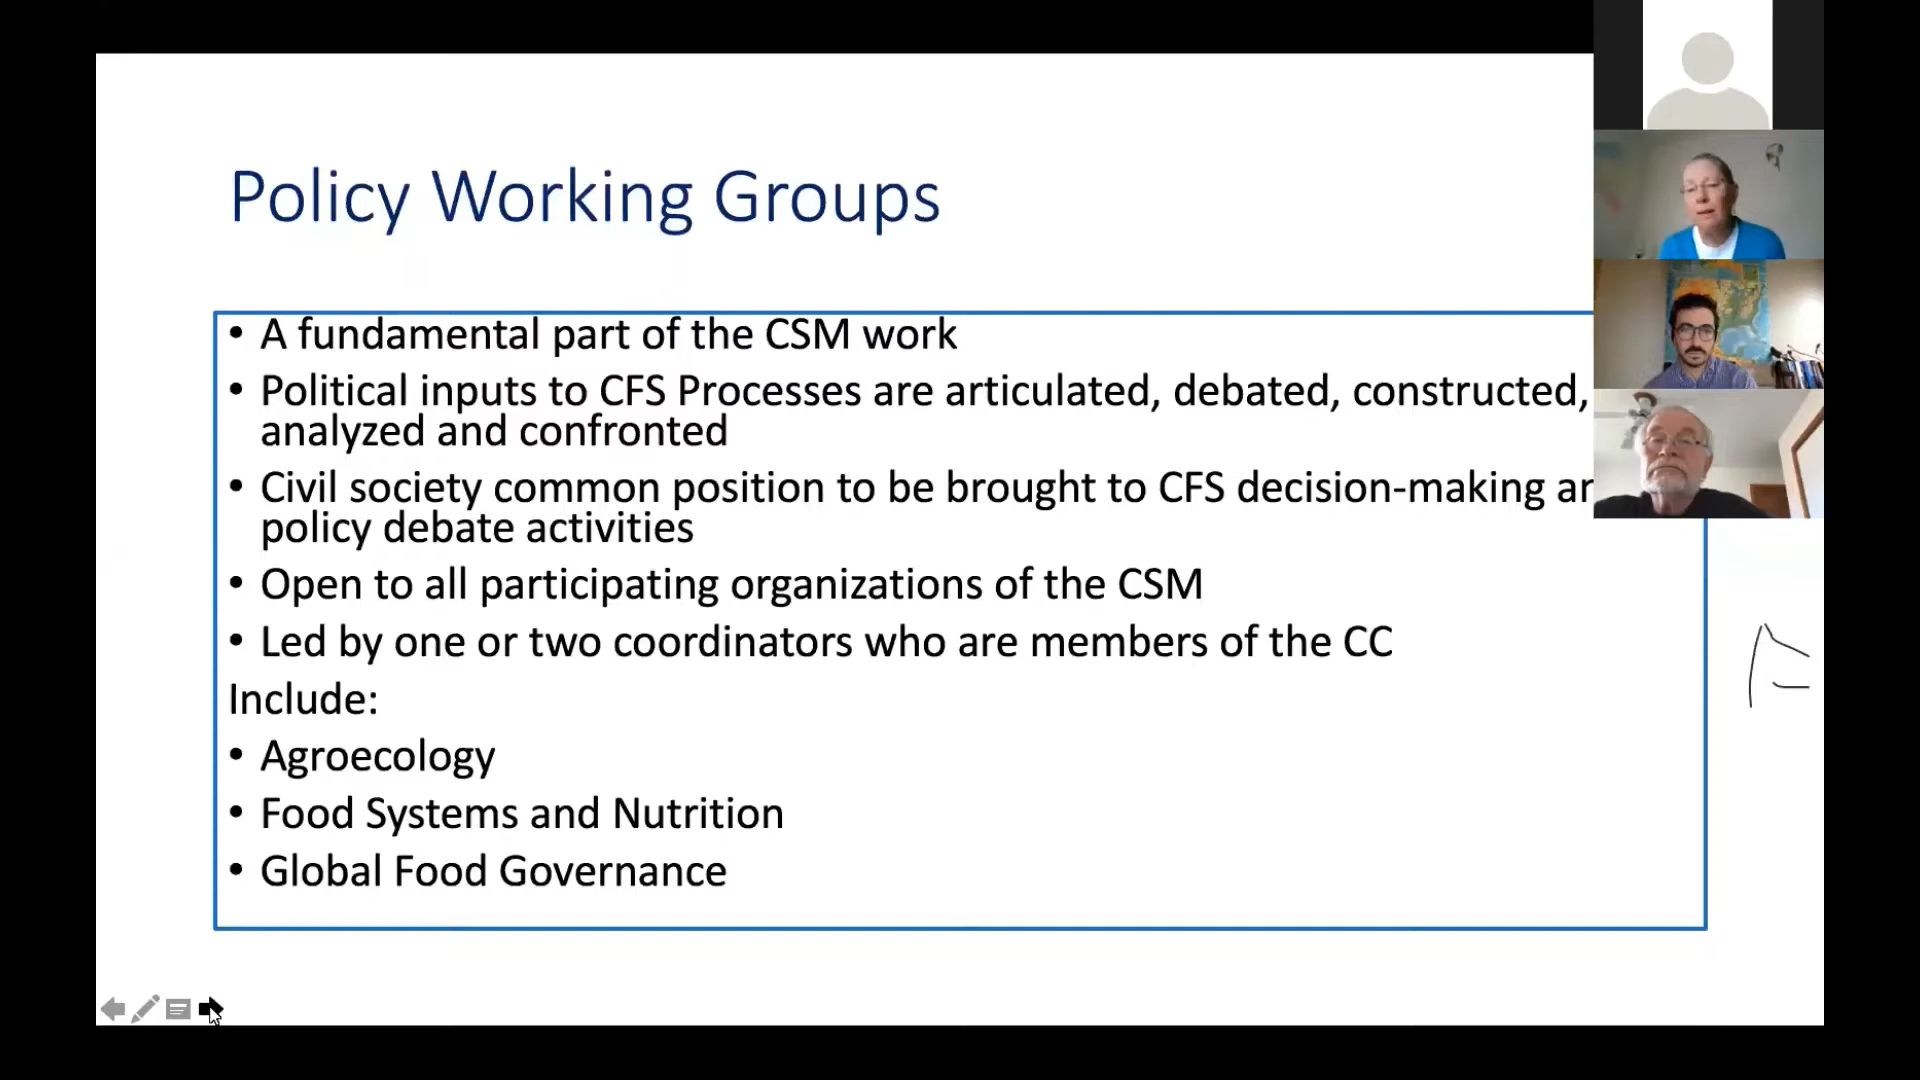 Policy Working Groups
• A fundamental part of the CSM work
• Political inputs to CFS Processes are articulated, debated, constructed,
analyzed and confronted
• Civil society common position to be brought to CFS decision-making
policy debate activities
• Open to all participating organizations of the CSM
• Led by one or two coordinators who are members of the CC
Include:
• Agroecology
• Food Systems and Nutrition
• Global Food Governance